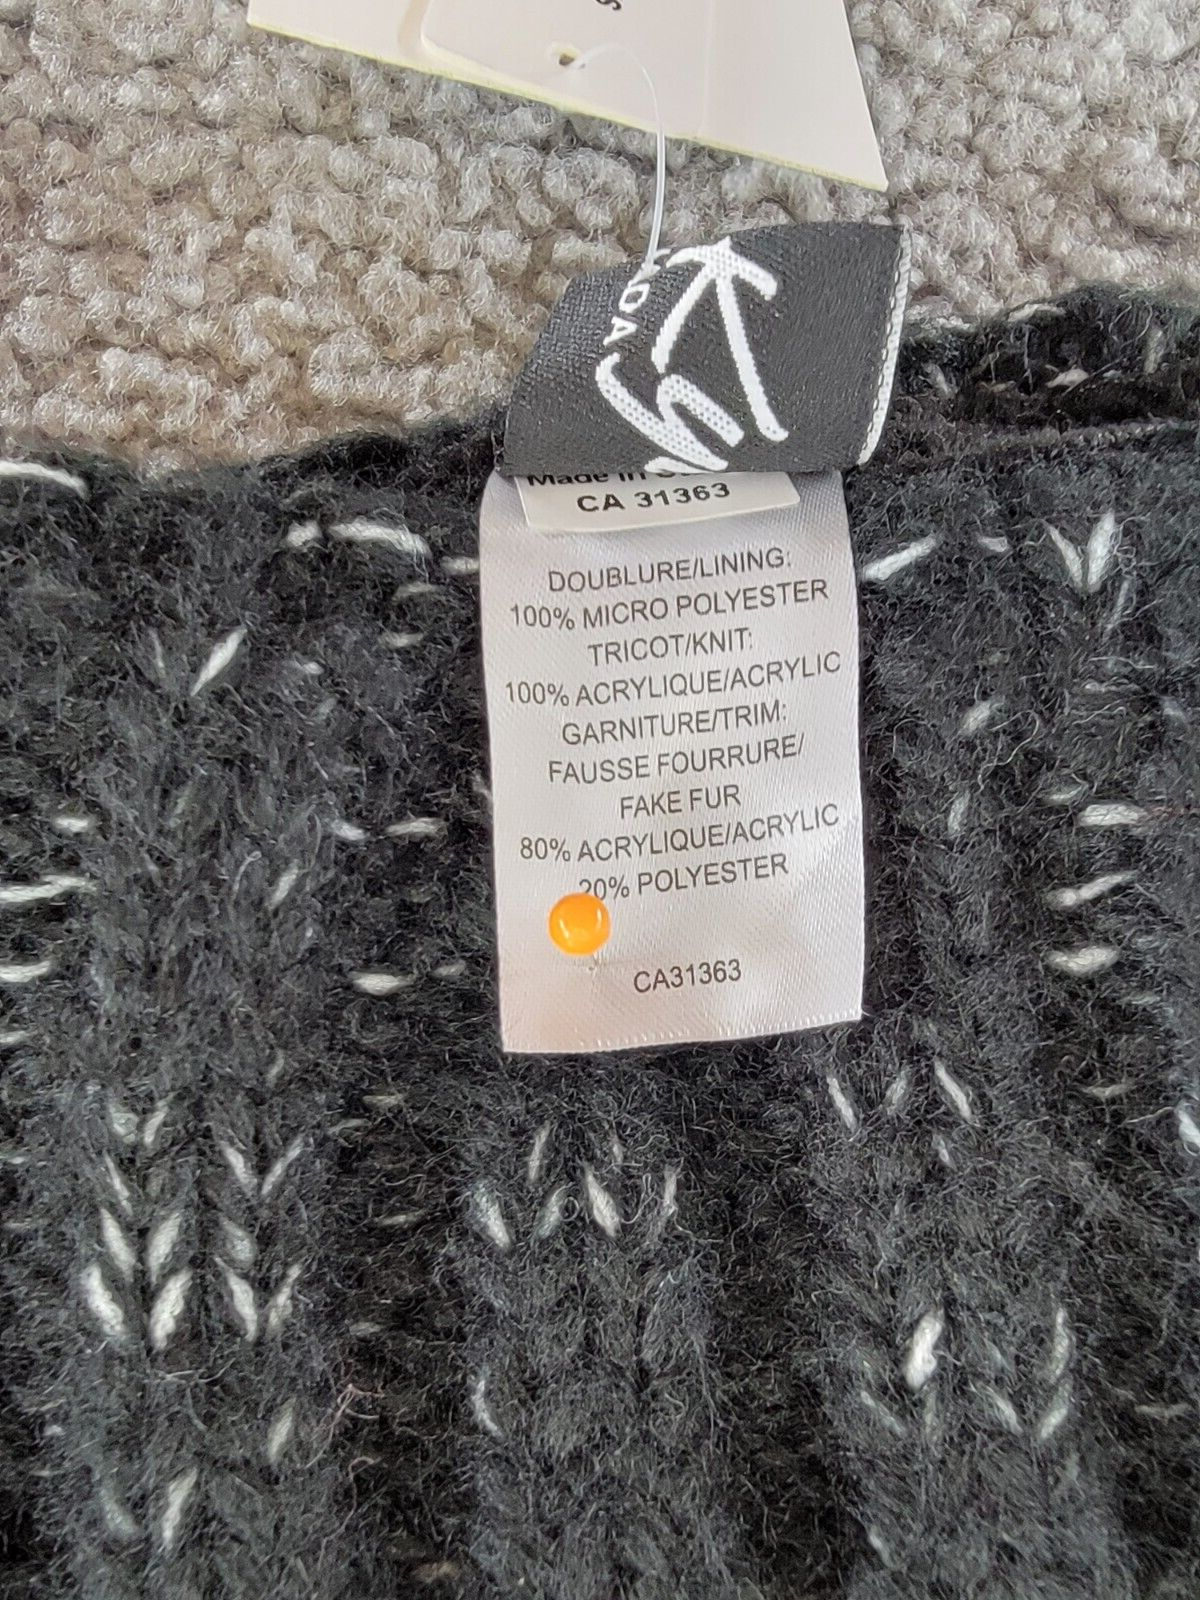 Made in
CA 31363
DOUBLURE/LINING:
100% MICRO POLYESTER
TRICOT/KNIT:
100% ACRYLIQUE/ACRYLIC
GARNITURE/TRIM:
FAUSSE FOURRURE/
FAKE FUR
80% ACRYLIQUE/ACRYLIC
20% POLYESTER
CA31363